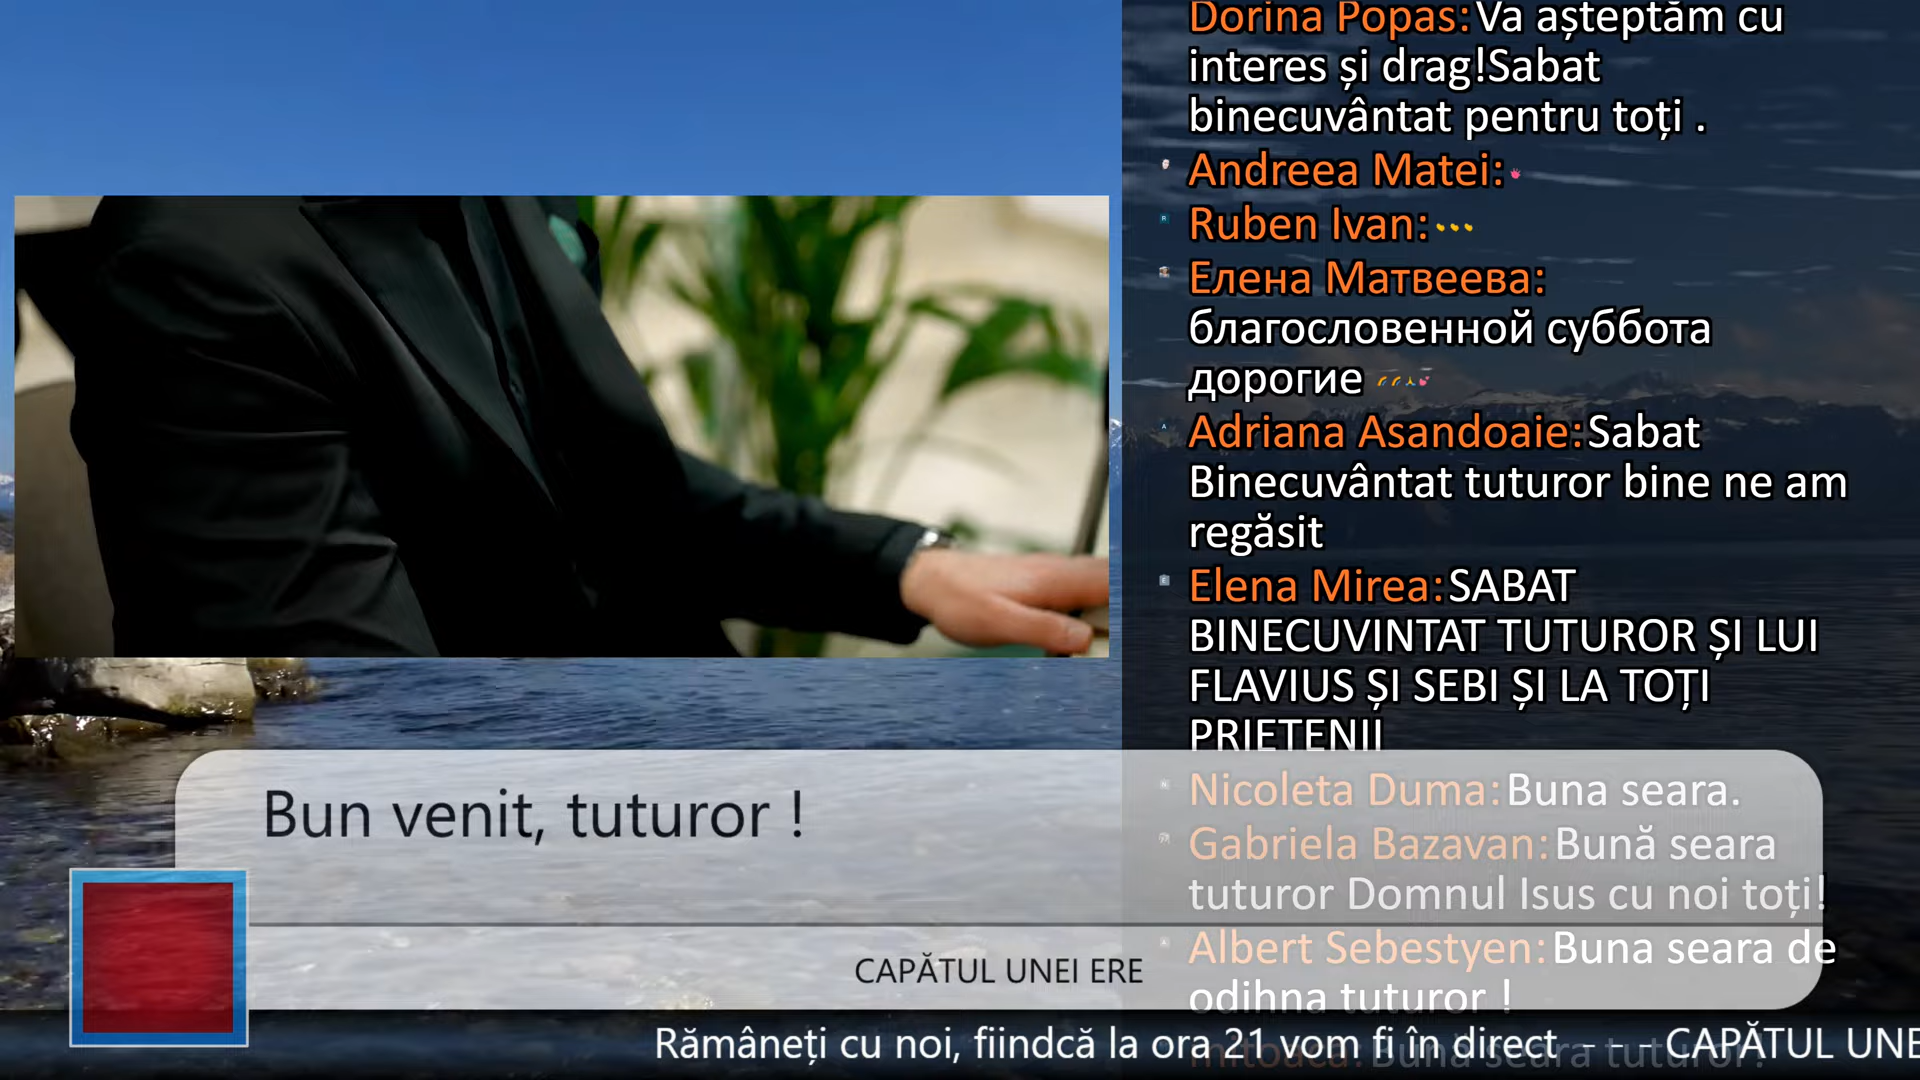 Dorina Popas: Va așteptăm cu
interes și drag!Sabat
binecuvântat pentru toți .
Andreea Matei:
Ruben Ivan:
Елена Матвеева:
благословенной суббота
дорогие
Adriana Asandoaie: Sabat
Binecuvântat tuturor bine ne am
regăsit
Elena Mirea: SABAT
BINECUVINTAT TUTUROR ȘI LUI
FLAVIUS ȘI SEBI ȘI LA TOȚI
PRIETENII
Nicoleta Duma: Buna seara.
Gabriela Bazavan: Bună seara
tuturor Domnul Isus cu noi toți!
Albert Sebestyen: Buna seara de
odihna tuturor !
Bun venit, tuturor !
CAPĂTUL UNEI ERE
Rămâneți cu noi, fiindcă la ora 21 vom fi în direct - - - CAPĂTUL UNE